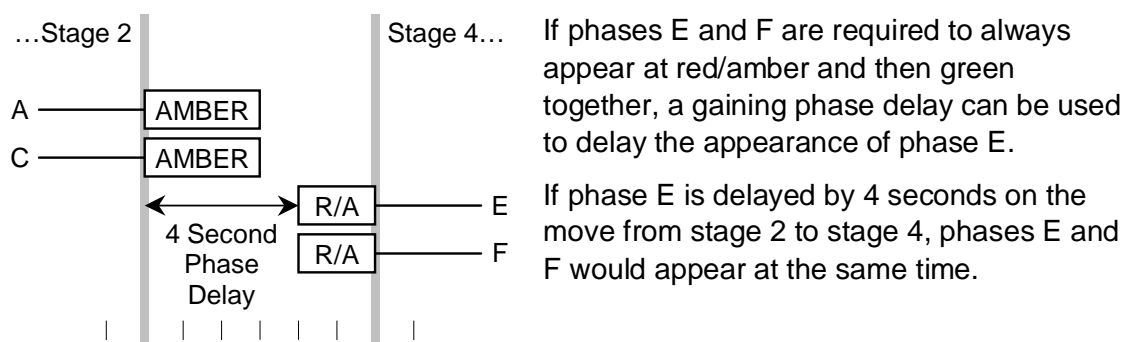 …Stage 2
Stage 4…
A
AMBER
C
AMBER
R/A
E
R/A
F
4 Second
Phase
Delay
If phases E and F are required to always
appear at red/amber and then green
together, a gaining phase delay can be used
to delay the appearance of phase E.
If phase E is delayed by 4 seconds on the
move from stage 2 to stage 4, phases E and
F would appear at the same time.